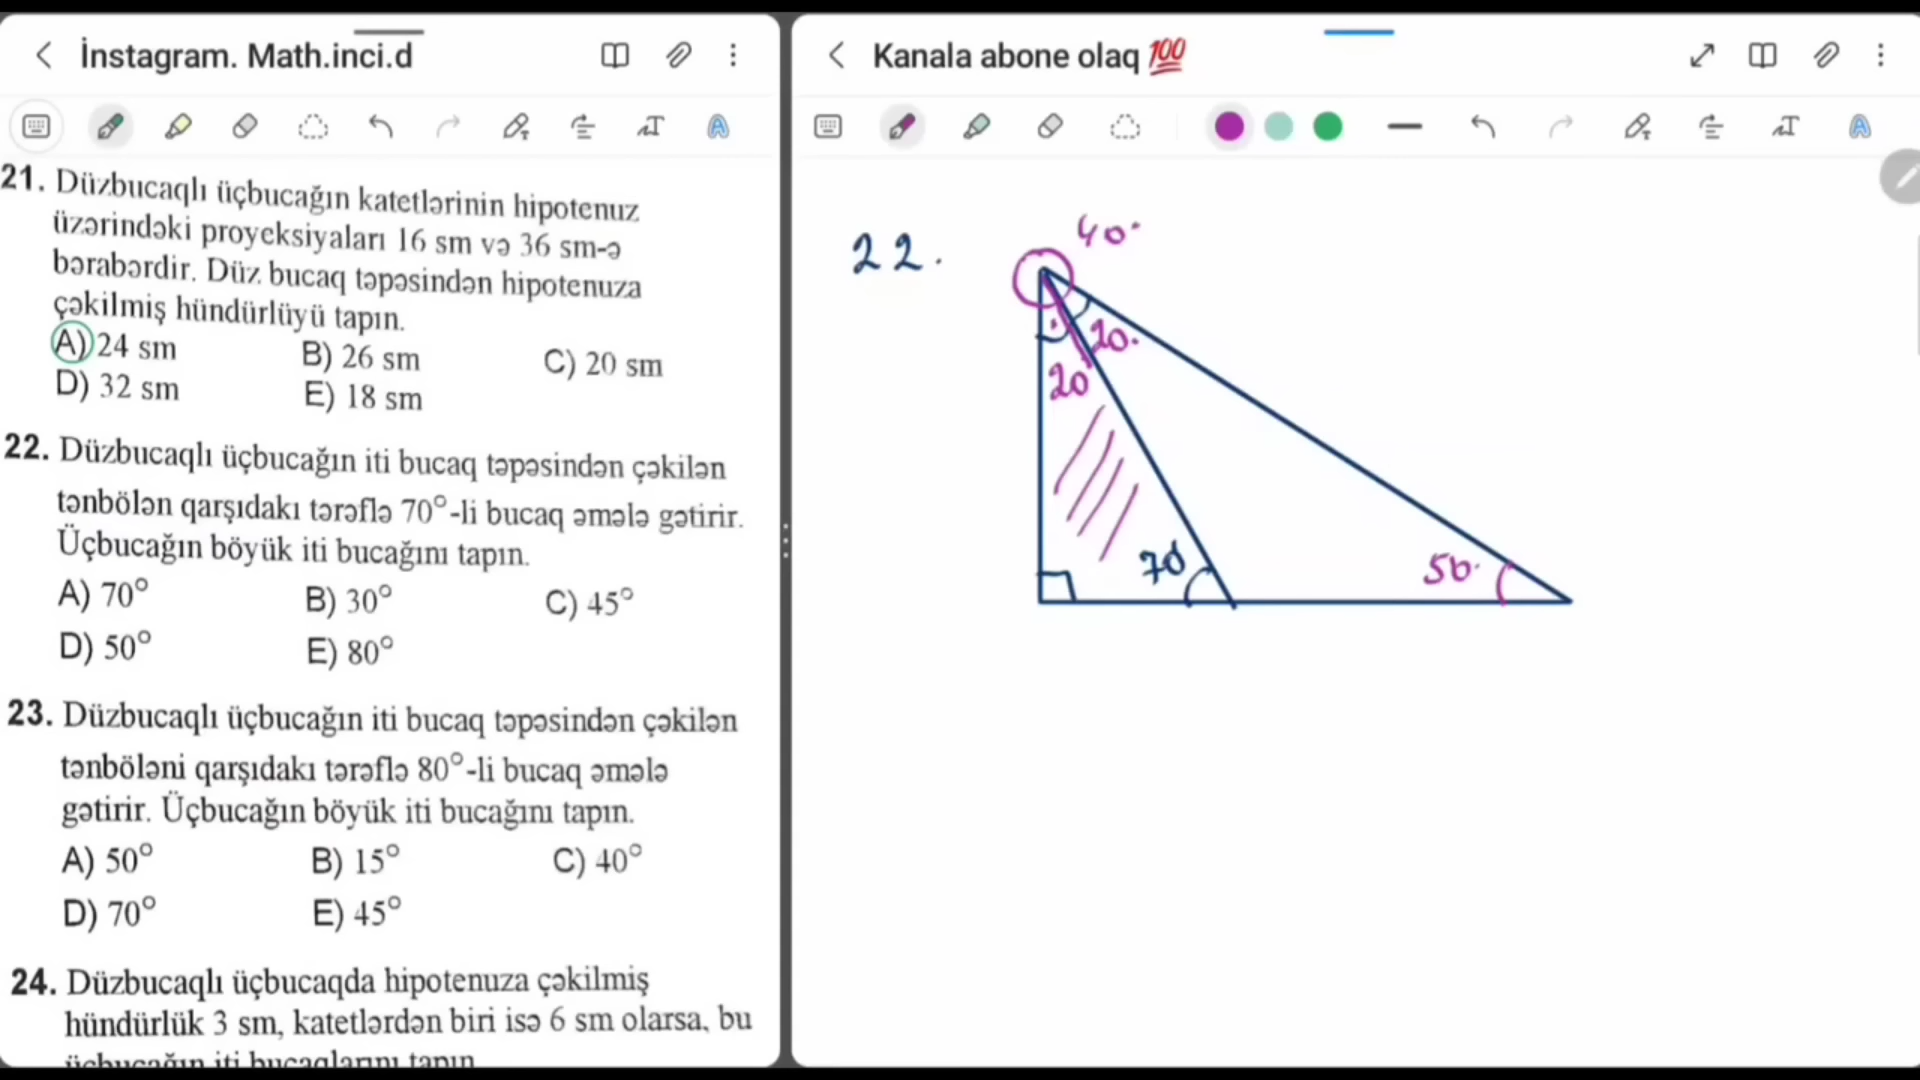 İnstagram. Math.inci.d
21. Düzbucaqlı üçbucağın katetlərinin hipotenuz
üzərindəki proyeksiyaları 16 sm və 36 sm-ə
bərabərdir. Düz bucaq təpəsindən hipotenuza
çəkilmiş hündürlüyü tapın.
A) 24 sm B) 26 sm C) 20 sm
D) 32 sm E) 18 sm
22. Düzbucaqlı üçbucağın iti bucaq təpəsindən çəkilən
tənbölən qarşıdakı tərəflə 70°-li bucaq əmələ gətirir.
Üçbucağın böyük iti bucağını tapın.
A) 70° B) 30° C) 45°
D) 50° E) 80°
23. Düzbucaqlı üçbucağın iti bucaq təpəsindən çəkilən
tənböləni qarşıdakı tərəflə 80°-li bucaq əmələ
gətirir. Üçbucağın böyük iti bucağını tapın.
A) 50° B) 15° C) 40°
D) 70° E) 45°
24. Düzbucaqlı üçbucaqda hipotenuza çəkilmiş
hündürlük 3 sm, katetlərdən biri isə 6 sm olarsa, bu
üçbucağın iti bucaqlarını tapın
Kanala abone olaq 💯
22.
40.
20.
20
70
50.